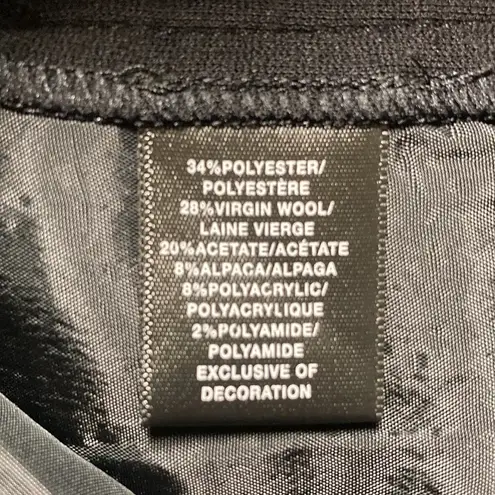 34%POLYESTER/
POLYESTÈRE
28%VIRGIN WOOL/
LAINE VIERGE
20%ACETATE/ACÉTATE
8%ALPACA/ALPAGA
8%POLYACRYLIC/
POLYACRYLIQUE
2%POLYAMIDE/
POLYAMIDE
EXCLUSIVE OF
DECORATION